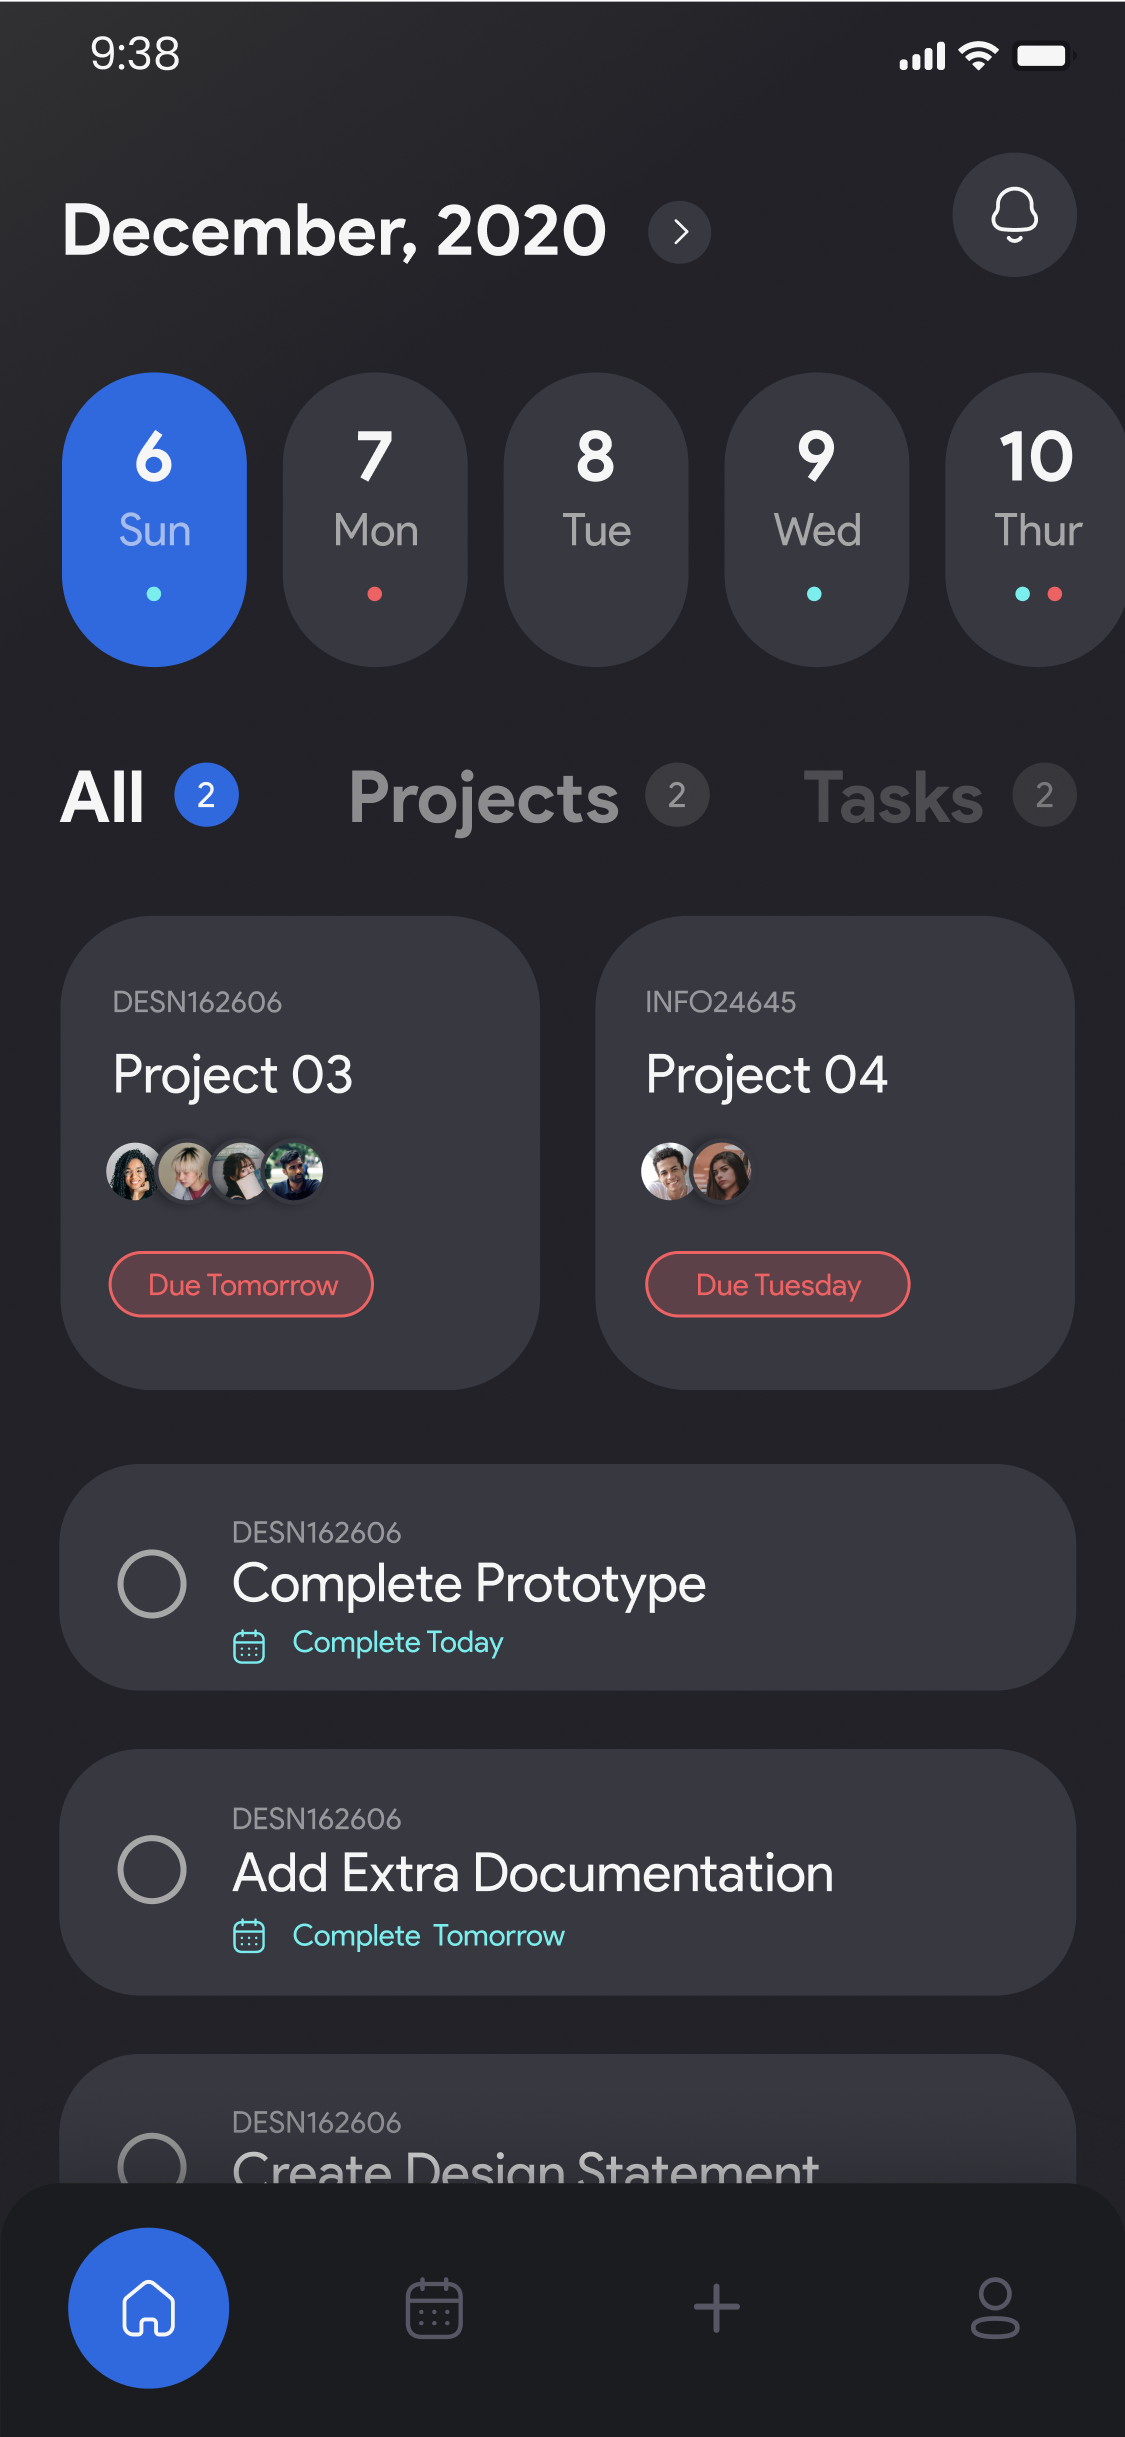 9:38
December, 2020
6 7 8 9 10
Sun Mon Tue Wed Thur
All 2 Projects 2 Tasks 2
DESN162606
Project 03
Due Tomorrow
INFO24645
Project 04
Due Tuesday
DESN162606
Complete Prototype
Complete Today
DESN162606
Add Extra Documentation
Complete Tomorrow
DESN162606
Create Design Statement